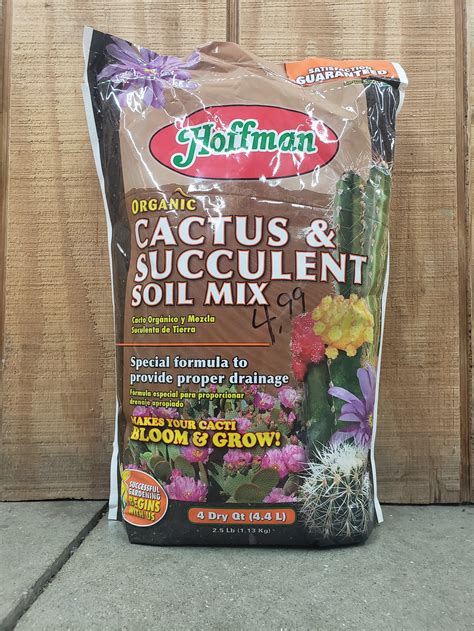 SATISFACTION
GUARANTEED
Hoffman
ORGANIC
CACTUS &
SUCCULENT
SOIL MIX
4.99
Cacto Orgánico y Mezcla
Suculenta de Tierra
Special formula to
provide proper drainage
Fórmula especial para proporcionar
drenaje apropiado
MAKES YOUR CACTI
BLOOM & GROW!
SUCCESSFUL
GARDENING
BEGINS
WITH US
4 Dry Qt (4.4 L)
2.5 Lb (1.13 Kg)